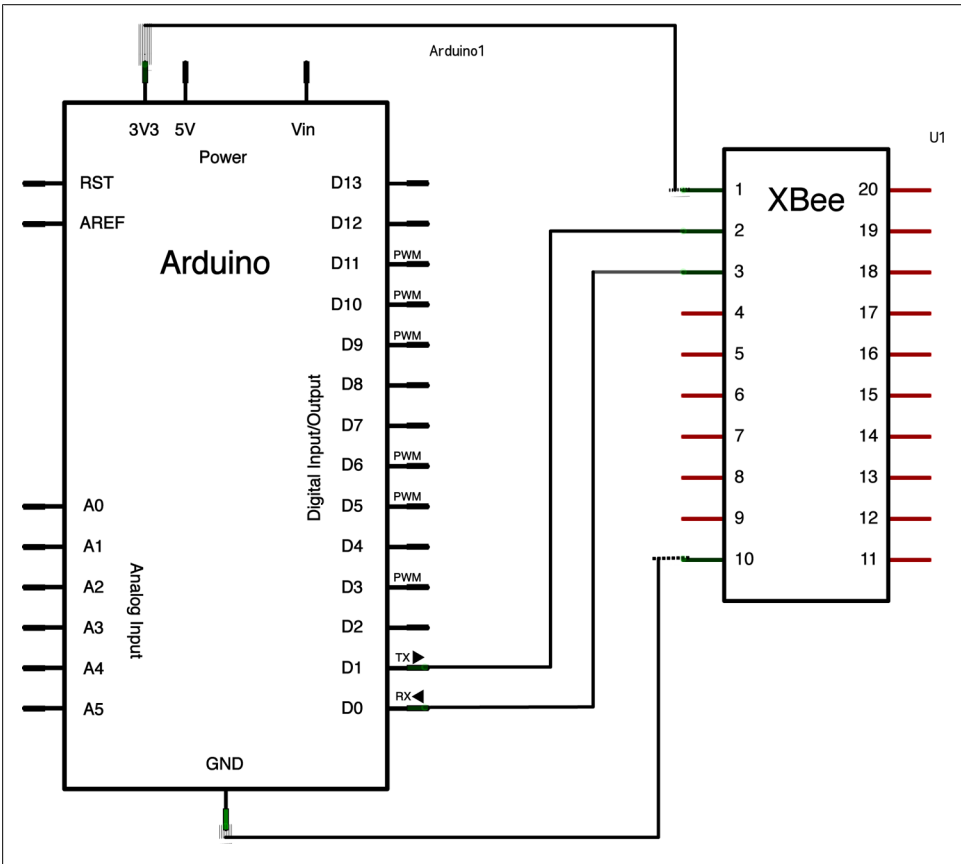 Arduino1
3V3 5V Vin
Power
RST D13
AREF D12
Arduino
D11 PWM
D10 PWM
D9 PWM
D8
D7
D6 PWM
D5 PWM
D4
D3 PWM
D2
D1 TX
D0 RX
Digital Input/Output
A0
A1
A2
A3
A4
A5
Analog Input
GND
U1
XBee
1 20
2 19
3 18
4 17
5 16
6 15
7 14
8 13
9 12
10 11